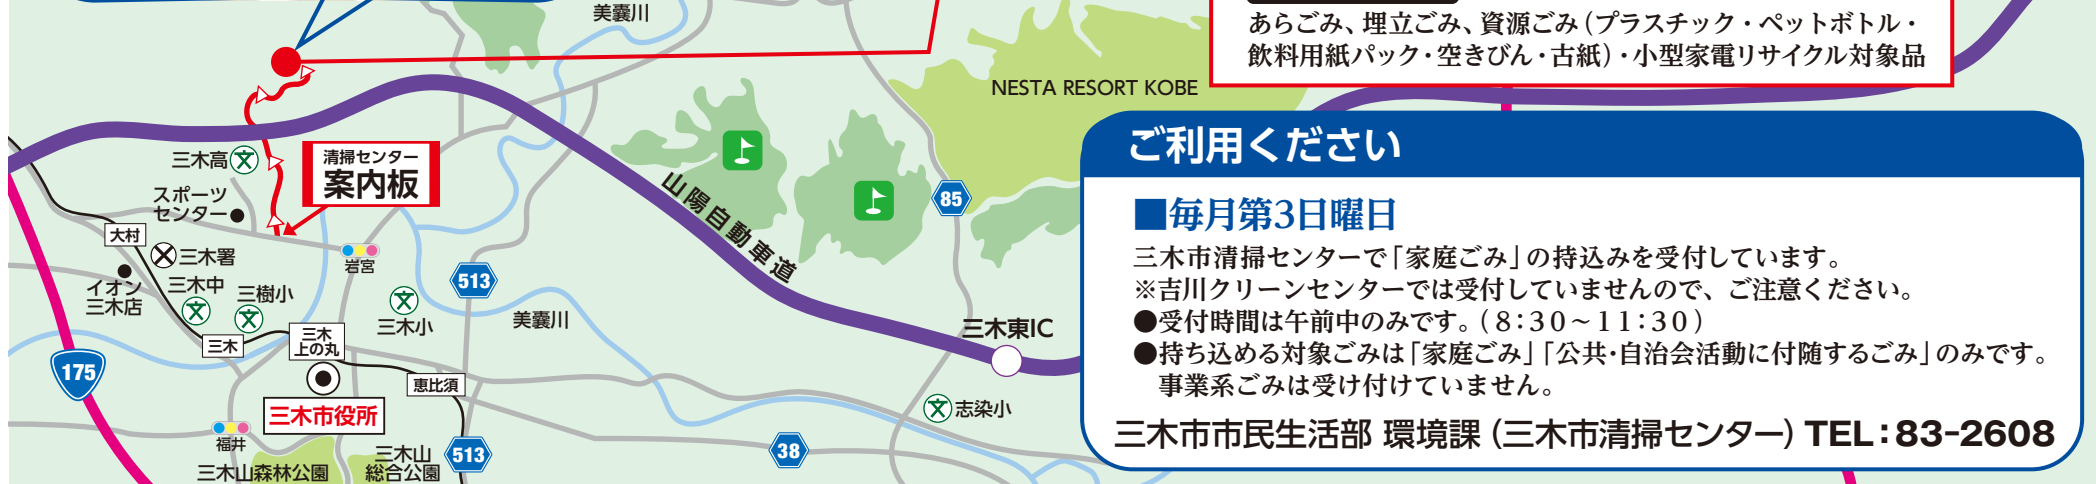 美嚢川
あらごみ、埋立ごみ、資源ごみ（プラスチック・ペットボトル・
飲料用紙パック・空きびん・古紙）・小型家電リサイクル対象品
NESTA RESORT KOBE
三木高
清掃センター
案内板
スポーツ
センター
山陽自動車道
85
大村
三木署
岩宮
イオン
三木店
三木中
三樹小
513
三木小
美嚢川
三木
三木
上の丸
三木東IC
175
恵比須
三木市役所
志染小
福井
三木山森林公園
三木山
総合公園
513
38
ご利用ください
■毎月第3日曜日
三木市清掃センターで「家庭ごみ」の持込みを受付しています。
※吉川クリーンセンターでは受付していませんので、ご注意ください。
●受付時間は午前中のみです。（8：30～11：30）
●持ち込める対象ごみは「家庭ごみ」「公共・自治会活動に付随するごみ」のみです。
事業系ごみは受け付けていません。
三木市市民生活部 環境課（三木市清掃センター）TEL：83-2608